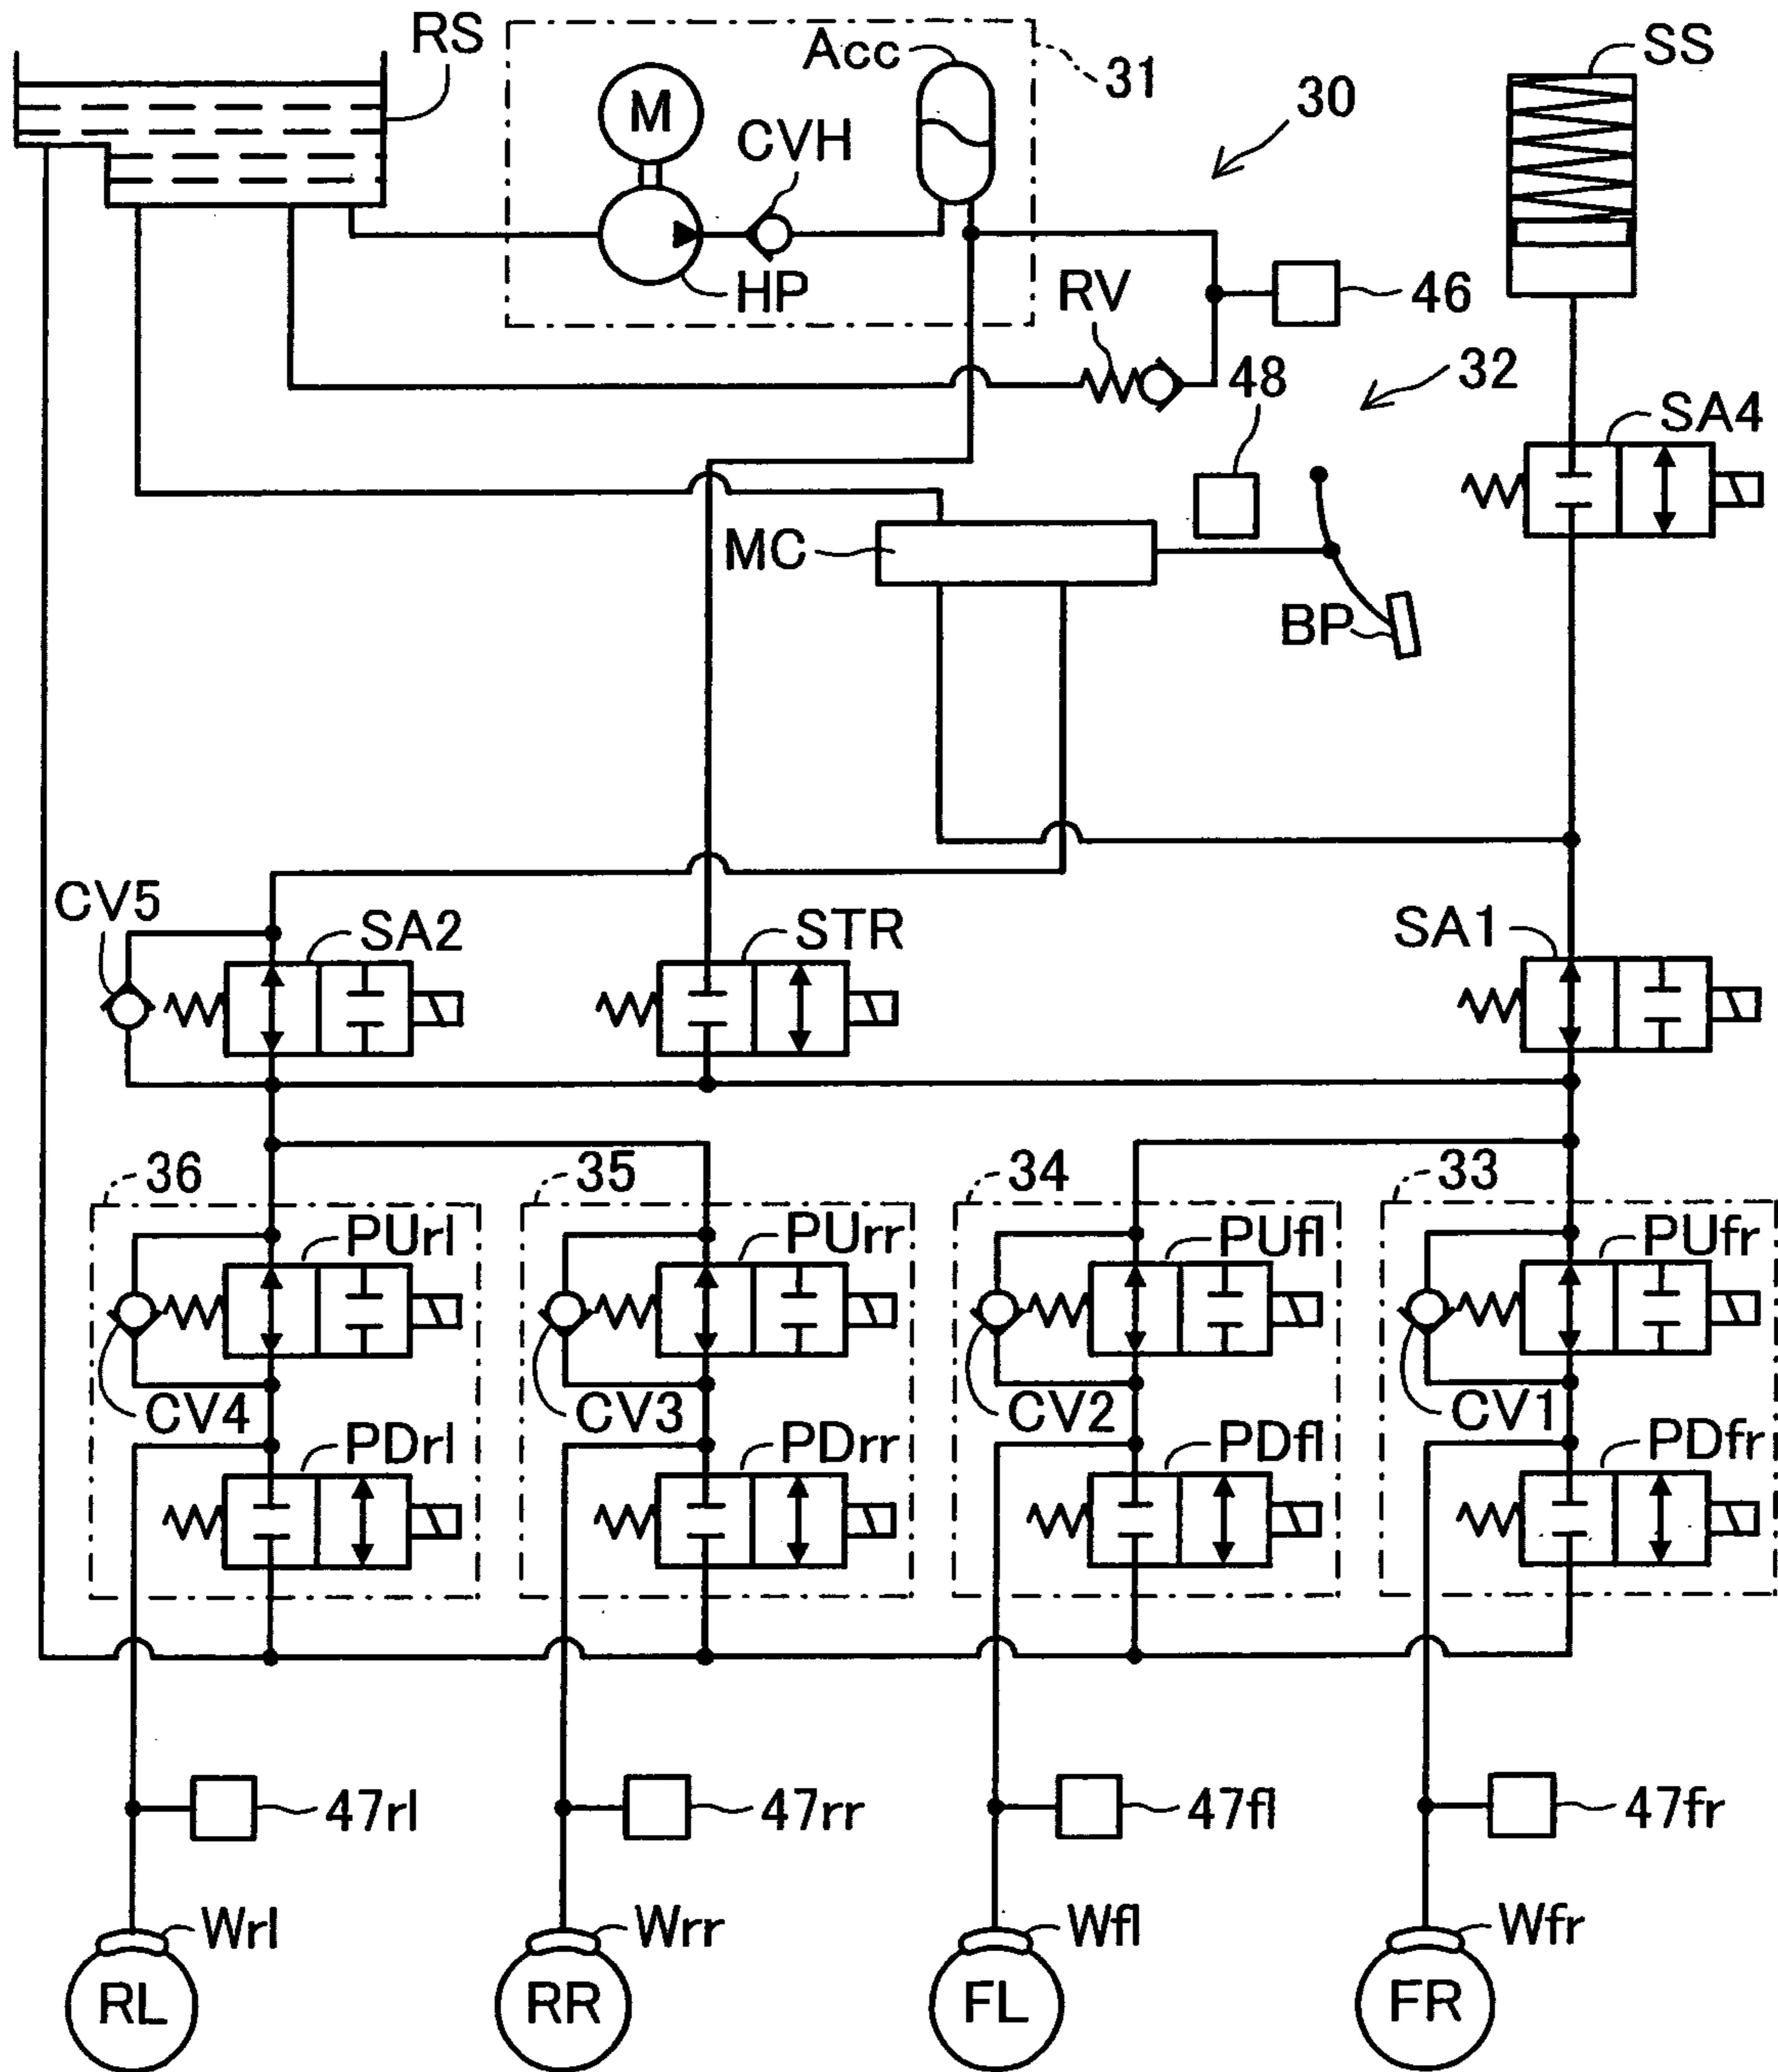 RS
Acc
31
SS
M
CVH
30
HP
RV
46
48
32
SA4
MC
BP
CV5
SA2
STR
SA1
36
35
34
33
PUrl
PUrr
PUfl
PUfr
CV4
CV3
CV2
CV1
PDrl
PDrr
PDfl
PDfr
47rl
47rr
47fl
47fr
Wrl
Wrr
Wfl
Wfr
RL
RR
FL
FR